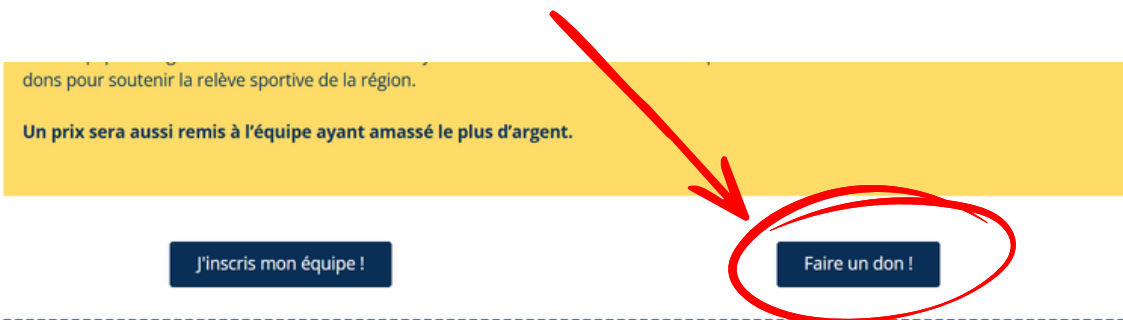 dons pour soutenir la relève sportive de la région.
Un prix sera aussi remis à l'équipe ayant amassé le plus d'argent.
J'inscris mon équipe !
Faire un don !